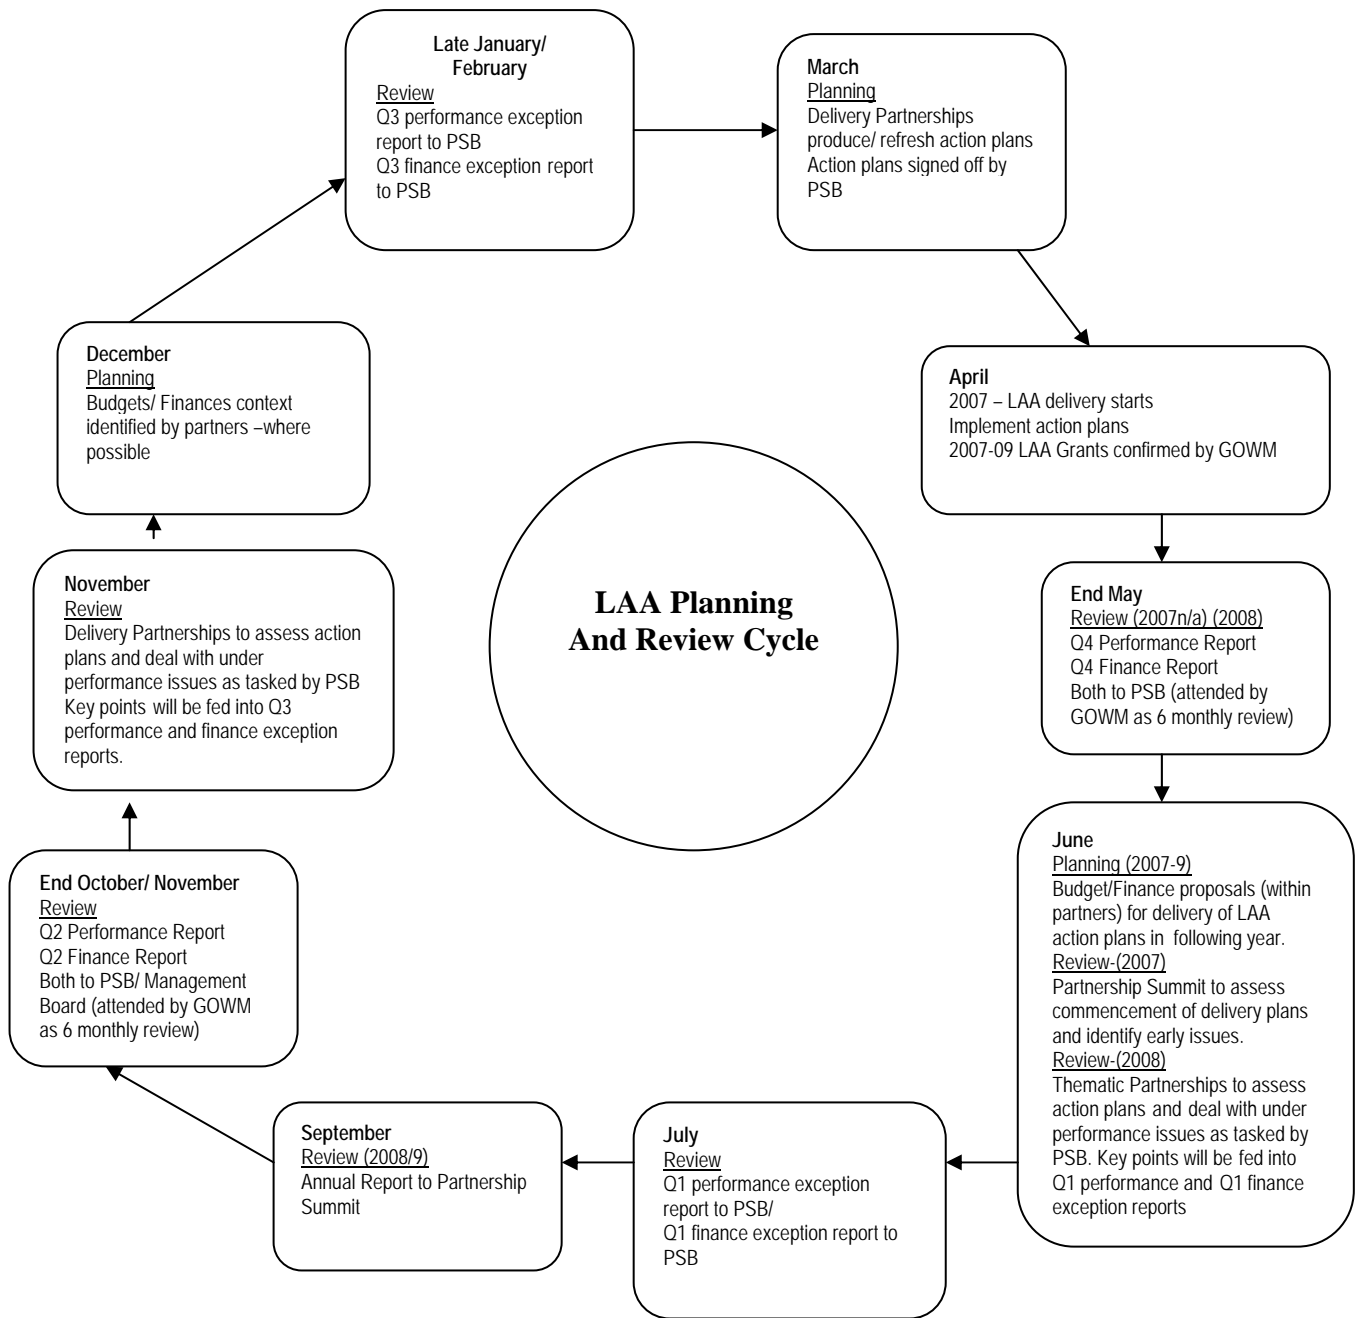 Late January/
February
Review
Q3 performance exception
report to PSB
Q3 finance exception report
to PSB
March
Planning
Delivery Partnerships
produce/ refresh action plans
Action plans signed off by
PSB
April
2007 – LAA delivery starts
Implement action plans
2007-09 LAA Grants confirmed by GOWM
End May
Review (2007n/a) (2008)
Q4 Performance Report
Q4 Finance Report
Both to PSB (attended by
GOWM as 6 monthly review)
June
Planning (2007-9)
Budget/Finance proposals (within
partners) for delivery of LAA
action plans in following year.
Review-(2007)
Partnership Summit to assess
commencement of delivery plans
and identify early issues.
Review-(2008)
Thematic Partnerships to assess
action plans and deal with under
performance issues as tasked by
PSB. Key points will be fed into
Q1 performance and Q1 finance
exception reports
July
Review
Q1 performance exception
report to PSB/
Q1 finance exception report to
PSB
September
Review (2008/9)
Annual Report to Partnership
Summit
End October/ November
Review
Q2 Performance Report
Q2 Finance Report
Both to PSB/ Management
Board (attended by GOWM
as 6 monthly review)
November
Review
Delivery Partnerships to assess action
plans and deal with under
performance issues as tasked by PSB
Key points will be fed into Q3
performance and finance exception
reports.
December
Planning
Budgets/ Finances context
identified by partners –where
possible
LAA Planning
And Review Cycle